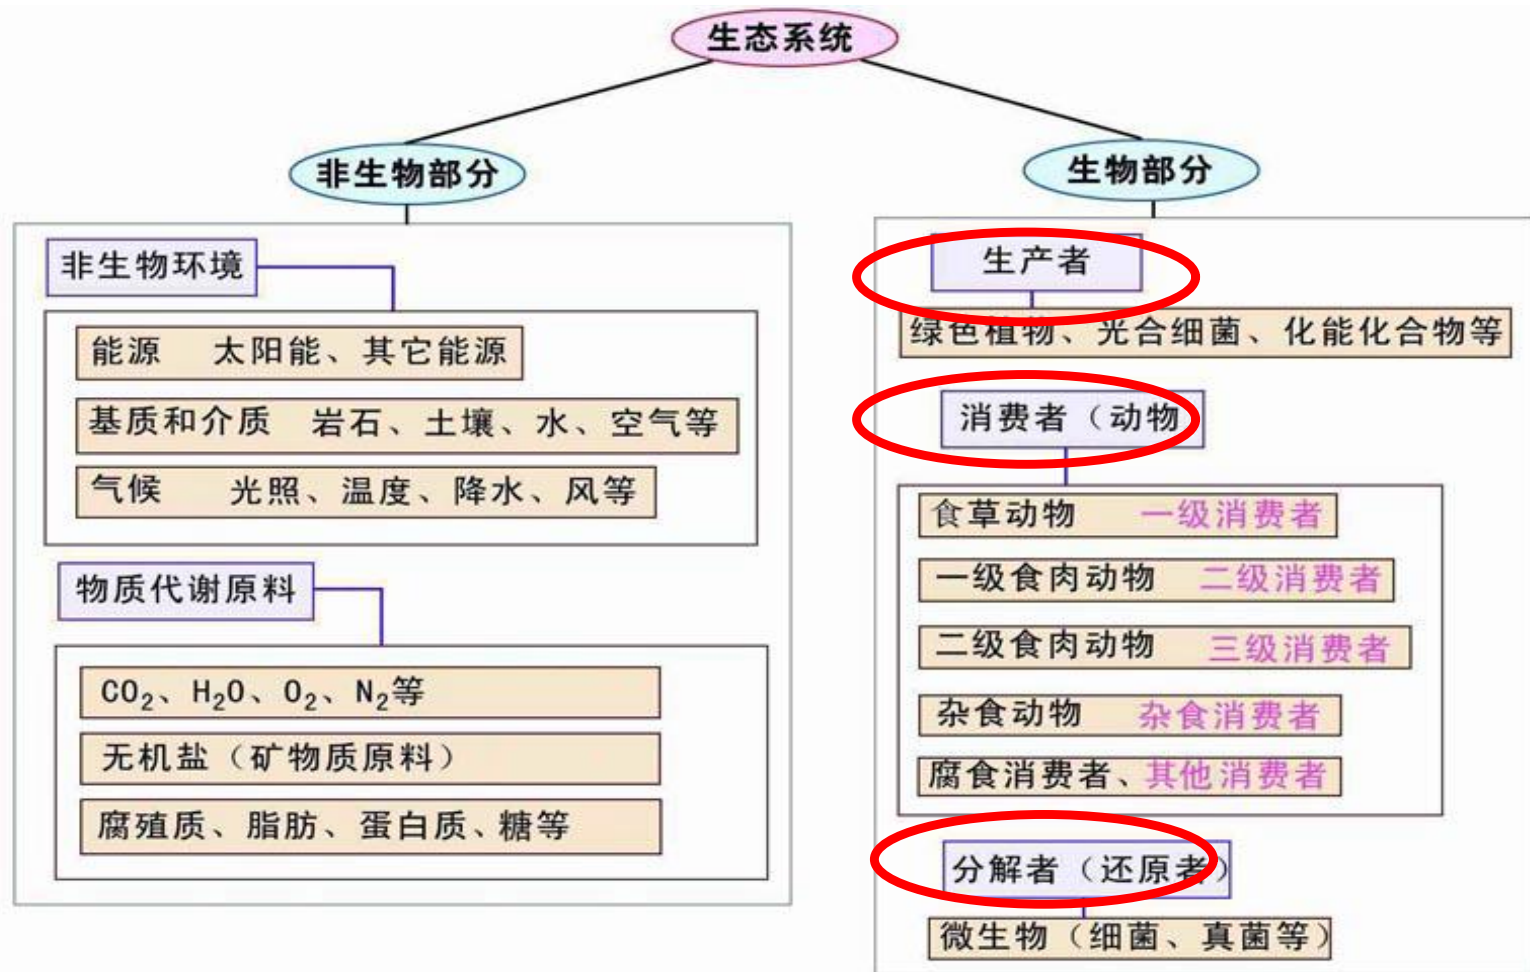 生态系统
非生物部分
生物部分
非生物环境
能源 太阳能、其它能源
基质和介质 岩石、土壤、水、空气等
气候 光照、温度、降水、风等
物质代谢原料
CO₂、H₂O、O₂、N₂等
无机盐（矿物质原料）
腐殖质、脂肪、蛋白质、糖等
生产者
绿色植物、光合细菌、化能化合物等
消费者（动物
食草动物 一级消费者
一级食肉动物 二级消费者
二级食肉动物 三级消费者
杂食动物 杂食消费者
腐食消费者、其他消费者
分解者（还原者）
微生物（细菌、真菌等）